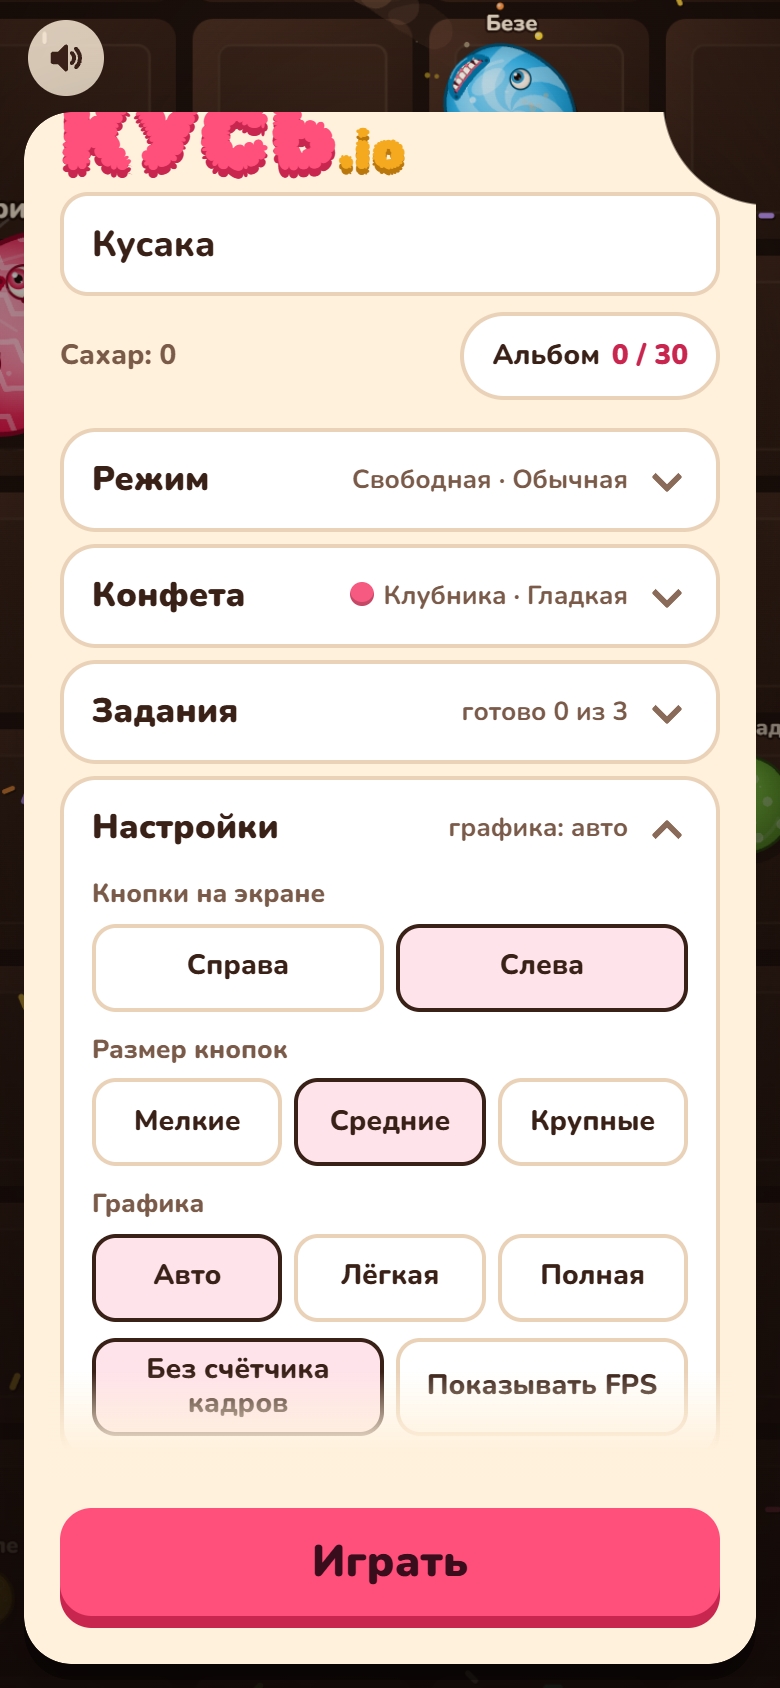 Безе
КУСЬ.io
Кусака
Сахар: 0
Альбом 0 / 30
Режим Свободная · Обычная
Конфета Клубника · Гладкая
Задания готово 0 из 3
Настройки графика: авто
Кнопки на экране
Справа Слева
Размер кнопок
Мелкие Средние Крупные
Графика
Авто Лёгкая Полная
Без счётчика
кадров
Показывать FPS
Играть